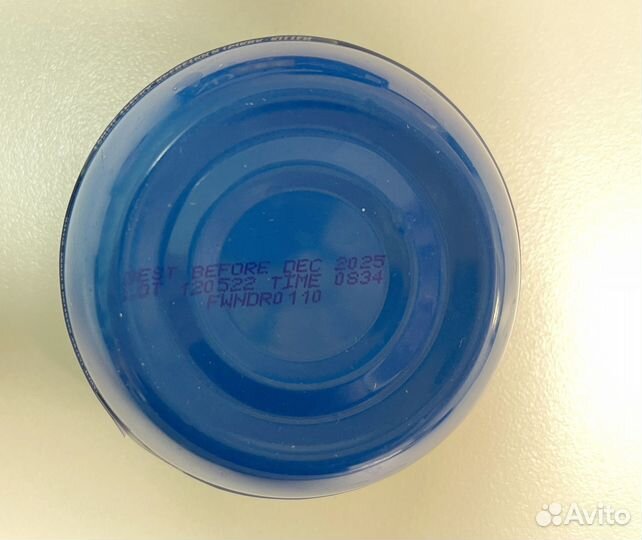 BEST BEFORE DEC 2025
LOT 120522 TIME 0834
FWNDR0110
Avito